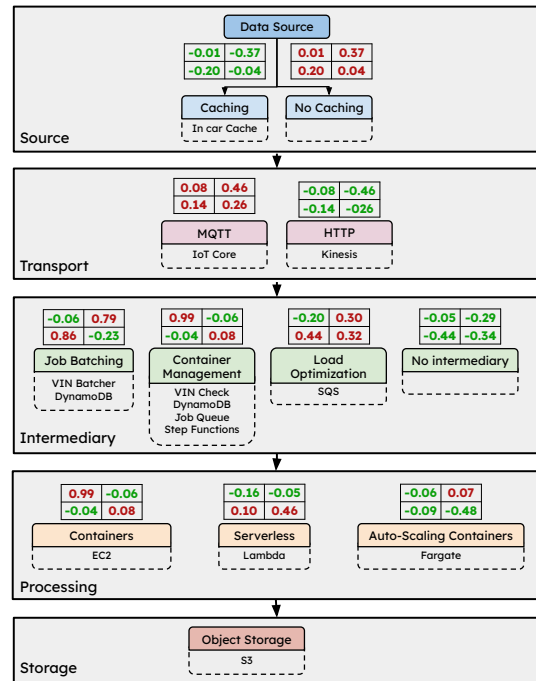 Data Source
-0.01 -0.37 0.01 0.37
-0.20 -0.04 0.20 0.04
Caching No Caching
In car Cache
Source
0.08 0.46 -0.08 -0.46
0.14 0.26 -0.14 -026
MQTT HTTP
IoT Core Kinesis
Transport
-0.06 0.79 0.99 -0.06 -0.20 0.30 -0.05 -0.29
0.86 -0.23 -0.04 0.08 0.44 0.32 -0.44 -0.34
Job Batching Container Load No intermediary
Management Optimization
VIN Batcher VIN Check SQS
DynamoDB DynamoDB
Job Queue
Step Functions
Intermediary
0.99 -0.06 -0.16 -0.05 -0.06 0.07
-0.04 0.08 0.10 0.46 -0.09 -0.48
Containers Serverless Auto-Scaling Containers
EC2 Lambda Fargate
Processing
Object Storage
S3
Storage